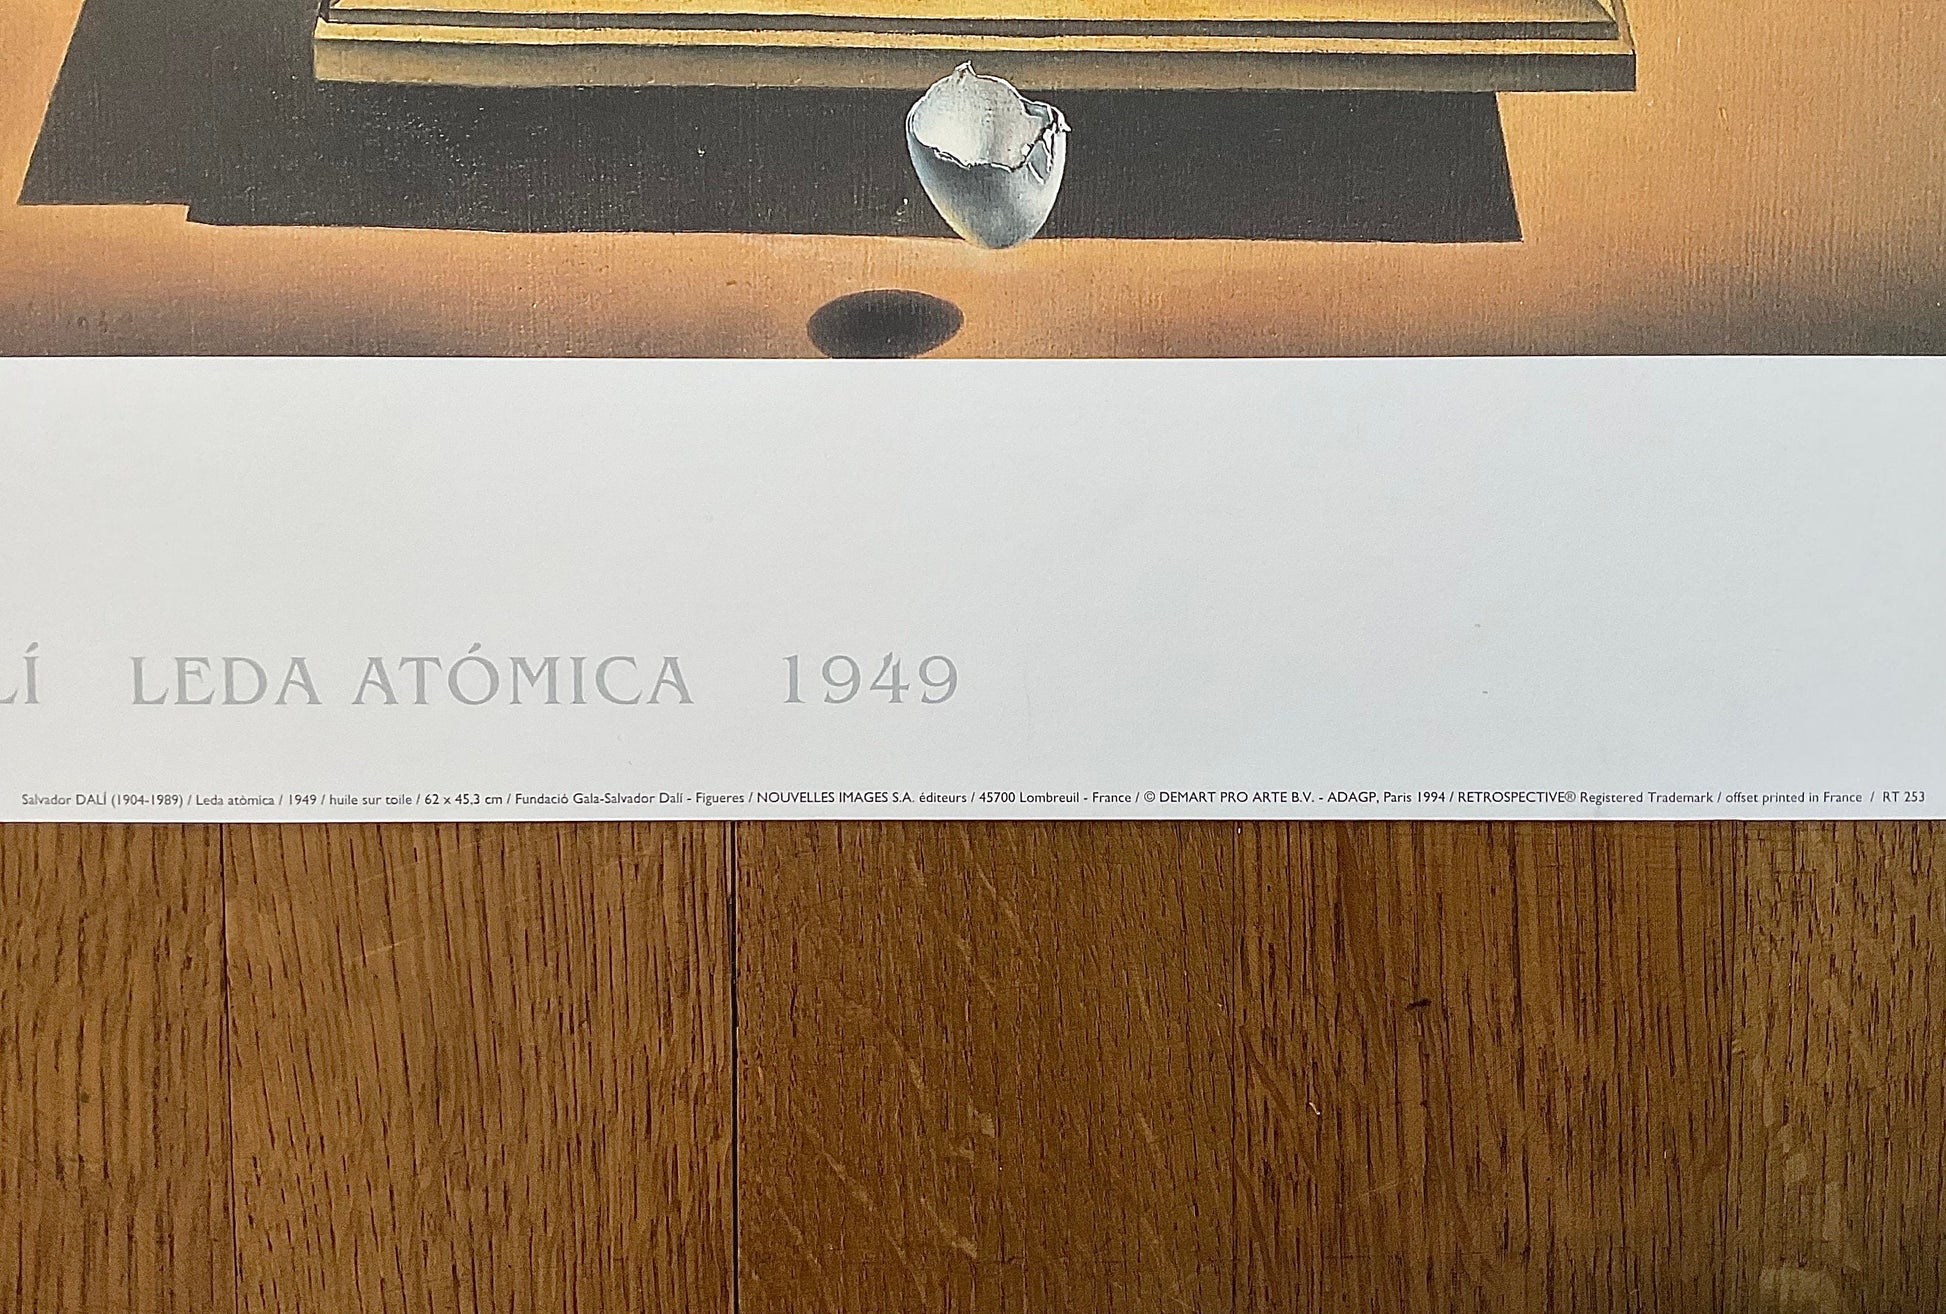 LÍ LEDA ATÓMICA 1949
Salvador DALÍ (1904-1989) / Leda atòmica / 1949 / huile sur toile / 62 x 45,3 cm / Fundació Gala-Salvador Dalí - Figueres / NOUVELLES IMAGES S.A. éditeurs / 45700 Lombreuil - France / © DEMART PRO ARTE B.V. - ADAGP, Paris 1994 / RETROSPECTIVE® Registered Trademark / offset printed in France / RT 253